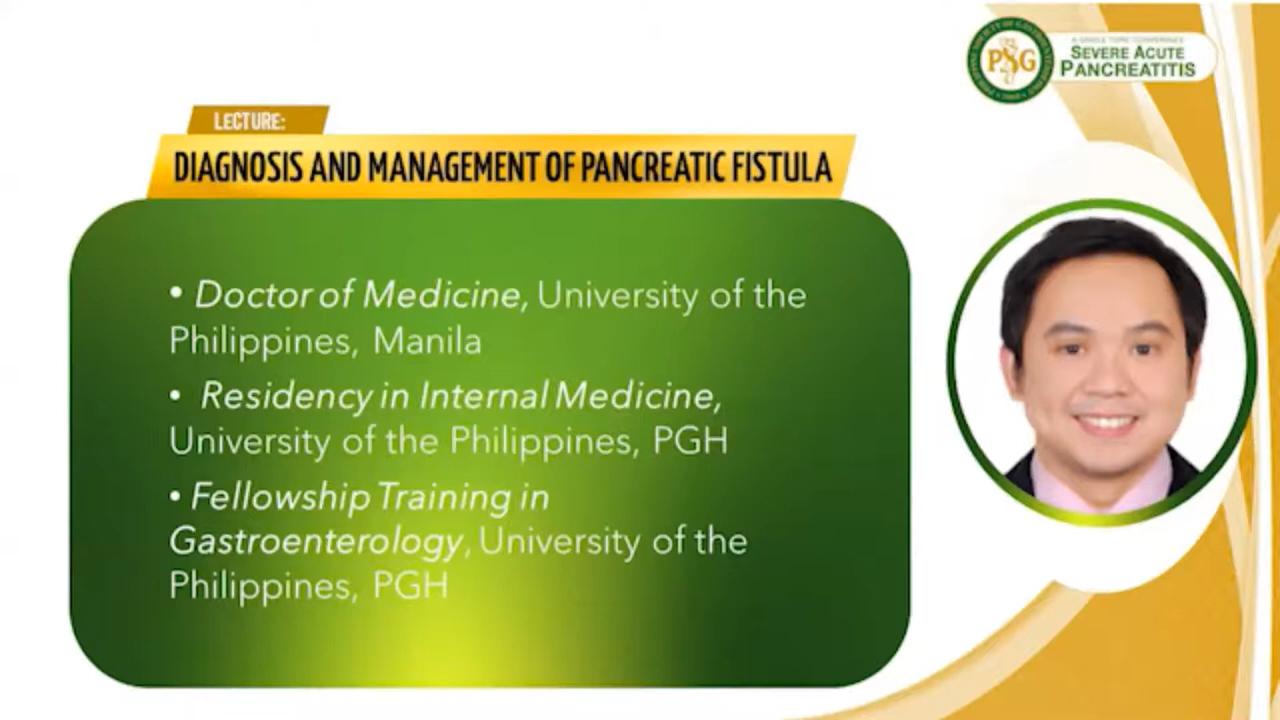 A SINGLE TOPIC CONFERENCE
SEVERE ACUTE
PANCREATITIS
PSG
LECTURE:
DIAGNOSIS AND MANAGEMENT OF PANCREATIC FISTULA
• Doctor of Medicine, University of the
Philippines, Manila
• Residency in Internal Medicine,
University of the Philippines, PGH
• Fellowship Training in
Gastroenterology, University of the
Philippines, PGH